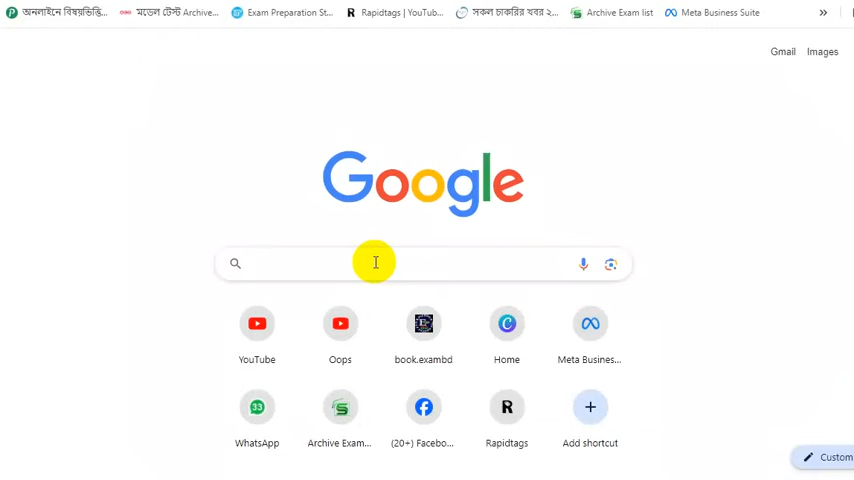 অনলাইনে বিষয়ভিত্তি... মডেল টেস্ট Archive... Exam Preparation St... Rapidtags | YouTub... সকল চাকরির খবর ২... Archive Exam list Meta Business Suite »
Gmail Images
Google
YouTube Oops book.exambd Home Meta Busines...
33
WhatsApp Archive Exam... (20+) Facebo... Rapidtags Add shortcut
Custom